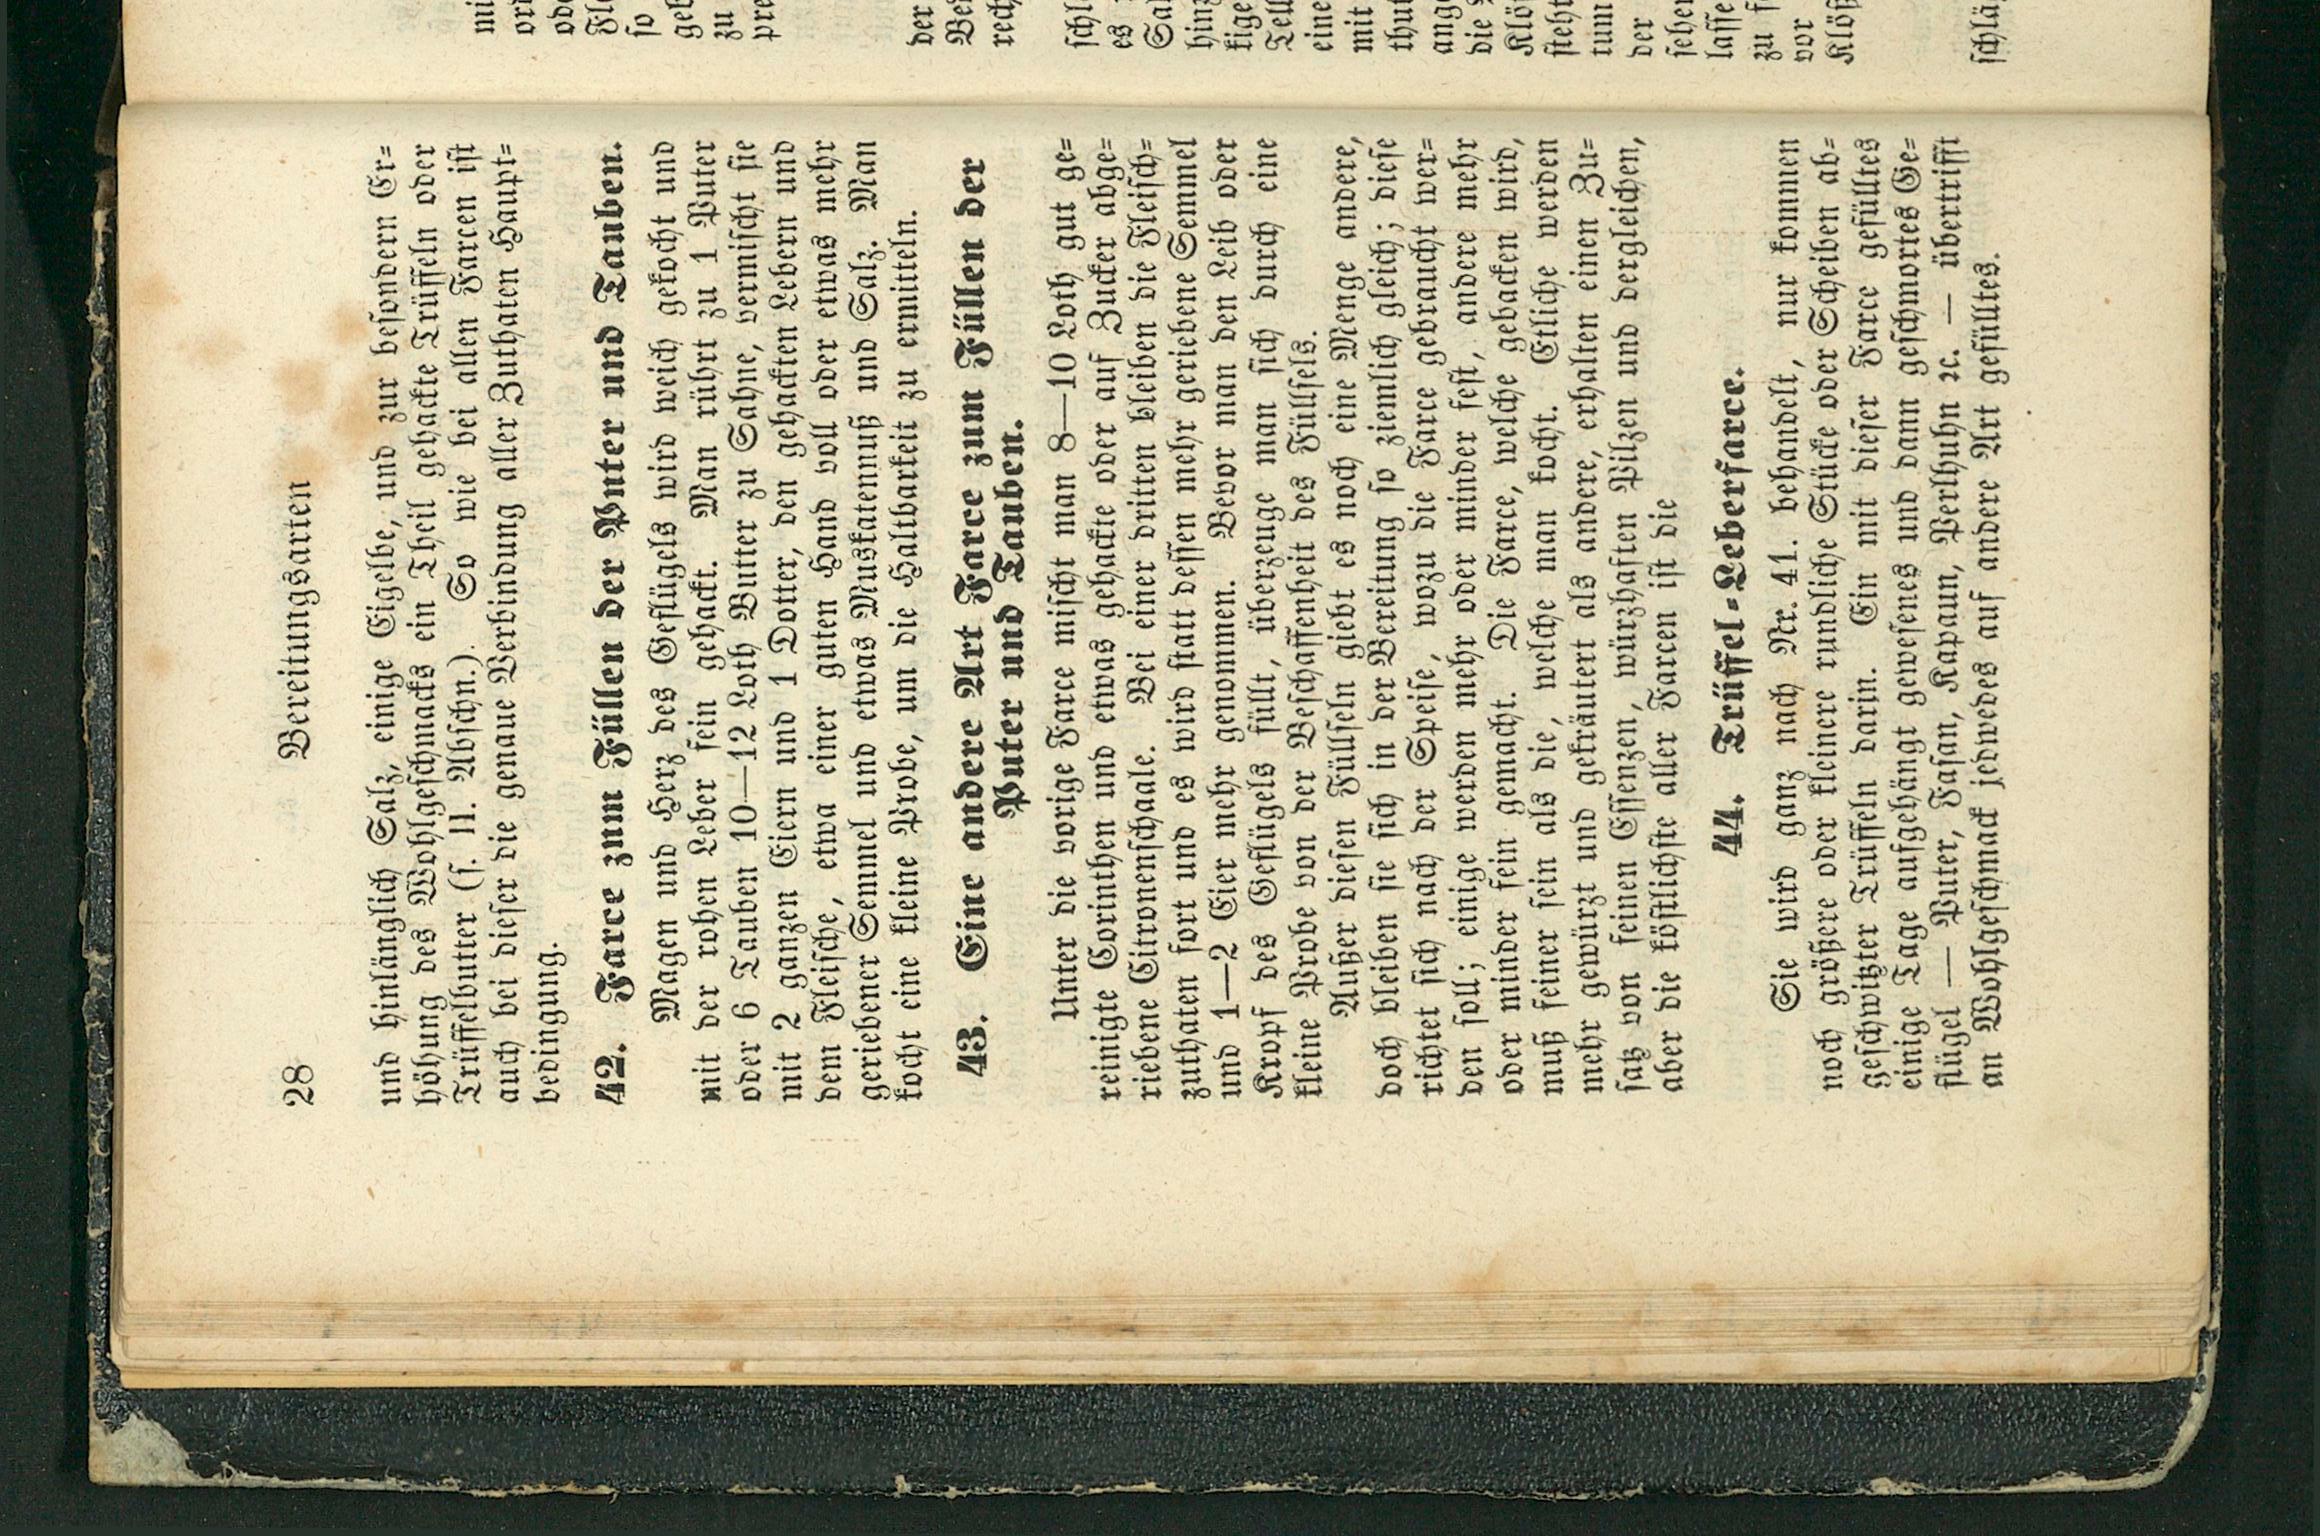 28 Bereitungsarten
und hinlänglich Salz, einige Eigelbe, und zur besondern Er=
höhung des Wohlgeschmacks ein Theil gehackte Trüffeln oder
Trüffelbutter (s. II. Abschn.). So wie bei allen Farcen ist
auch bei dieser die genaue Verbindung aller Zuthaten Haupt=
bedingung.
42. Farce zum Füllen der Puter und Tauben.
Magen und Herz des Geflügels wird weich gekocht und
mit der rohen Leber fein gehackt. Man rührt zu 1 Puter
oder 6 Tauben 10—12 Loth Butter zu Sahne, vermischt sie
mit 2 ganzen Eiern und 1 Dotter, den gehackten Lebern und
dem Fleische, etwa einer guten Hand voll oder etwas mehr
geriebener Semmel und etwas Muskatennuß und Salz. Man
kocht eine kleine Probe, um die Haltbarkeit zu ermitteln.
43. Eine andere Art Farce zum Füllen der
Puter und Tauben.
Unter die vorige Farce mischt man 8—10 Loth gut ge=
reinigte Corinthen und etwas gehackte oder auf Zucker abge=
riebene Citronenschaale. Bei einer dritten bleiben die Fleisch=
zuthaten fort und es wird statt dessen mehr geriebene Semmel
und 1—2 Eier mehr genommen. Bevor man den Leib oder
Kropf des Geflügels füllt, überzeuge man sich durch eine
kleine Probe von der Beschaffenheit des Füllsels.
Außer diesen Füllseln giebt es noch eine Menge andere,
doch bleiben sie sich in der Bereitung so ziemlich gleich; diese
richtet sich nach der Speise, wozu die Farce gebraucht wer=
den soll; einige werden mehr oder minder fest, andere mehr
oder minder fein gemacht. Die Farce, welche gebacken wird,
muß feiner sein als die, welche man kocht. Etliche werden
mehr gewürzt und gekräutert als andere, erhalten einen Zu=
satz von feinen Essenzen, würzhaften Pilzen und dergleichen,
aber die köstlichste aller Farcen ist die
44. Trüffel=Leberfarce.
Sie wird ganz nach Nr. 41. behandelt, nur kommen
noch größere oder kleinere rundliche Stücke oder Scheiben ab=
geschwitzter Trüffeln darin. Ein mit dieser Farce gefülltes
einige Tage aufgehängt gewesenes und dann geschmortes Ge=
flügel — Puter, Fasan, Kapaun, Perlhuhn ꝛc. — übertrifft
an Wohlgeschmack jedwedes auf andere Art gefülltes.